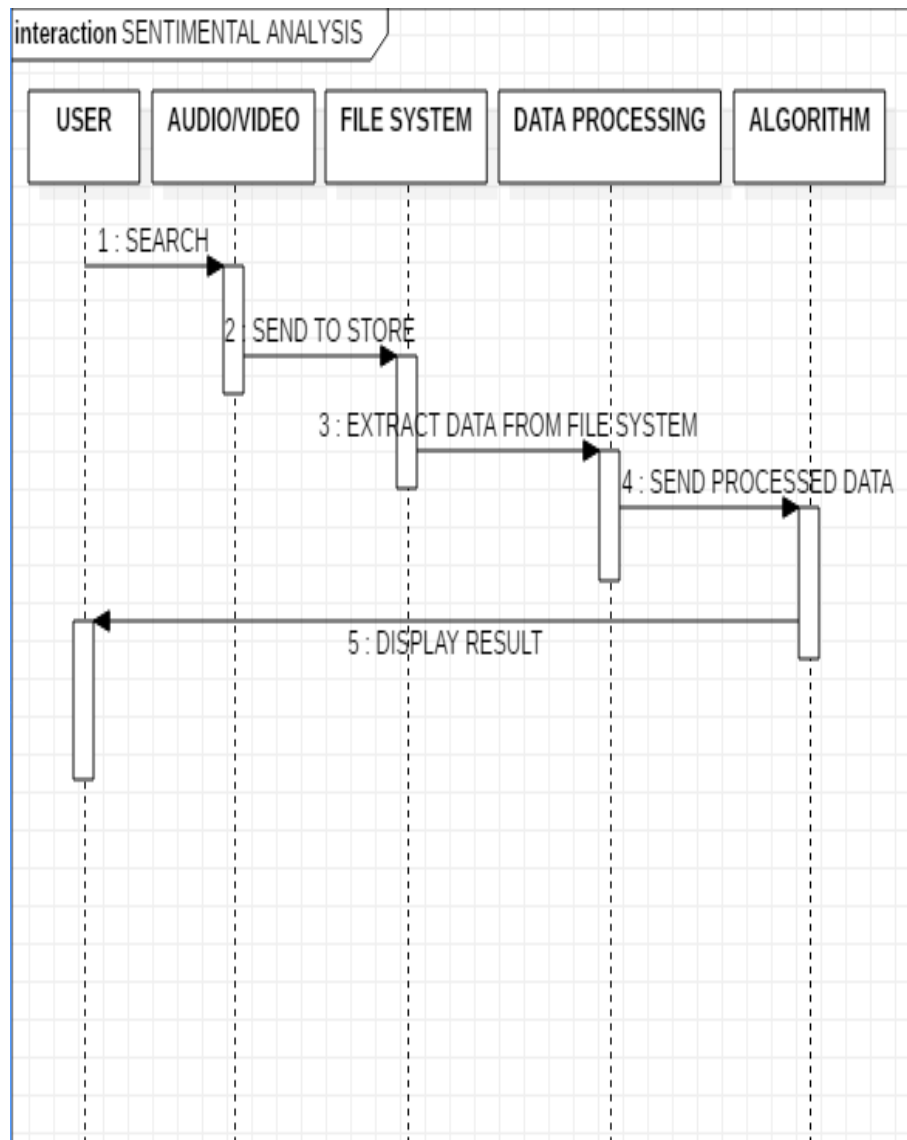 interaction SENTIMENTAL ANALYSIS
USER
AUDIO/VIDEO
FILE SYSTEM
DATA PROCESSING
ALGORITHM
1 : SEARCH
2 : SEND TO STORE
3 : EXTRACT DATA FROM FILE SYSTEM
4 : SEND PROCESSED DATA
5 : DISPLAY RESULT